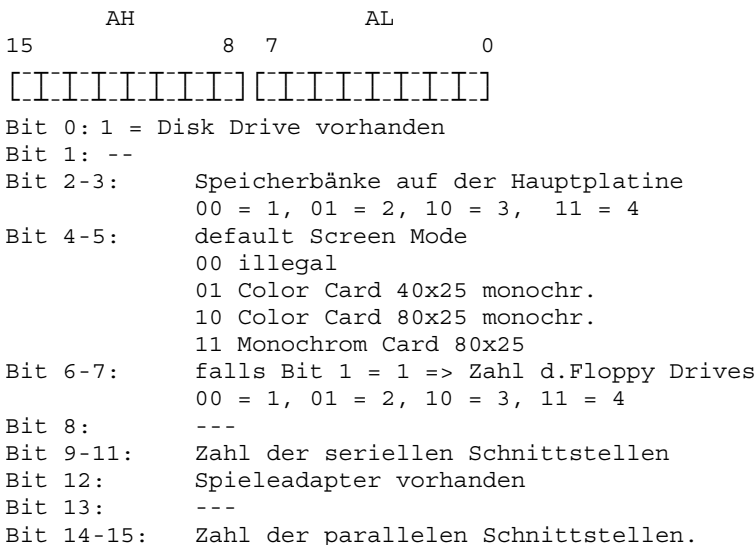 AH AL
15 8 7 0
Bit 0: 1 = Disk Drive vorhanden
Bit 1: --
Bit 2-3: Speicherbänke auf der Hauptplatine
00 = 1, 01 = 2, 10 = 3, 11 = 4
Bit 4-5: default Screen Mode
00 illegal
01 Color Card 40x25 monochr.
10 Color Card 80x25 monochr.
11 Monochrom Card 80x25
Bit 6-7: falls Bit 1 = 1 => Zahl d.Floppy Drives
00 = 1, 01 = 2, 10 = 3, 11 = 4
Bit 8: ---
Bit 9-11: Zahl der seriellen Schnittstellen
Bit 12: Spieleadapter vorhanden
Bit 13: ---
Bit 14-15: Zahl der parallelen Schnittstellen.